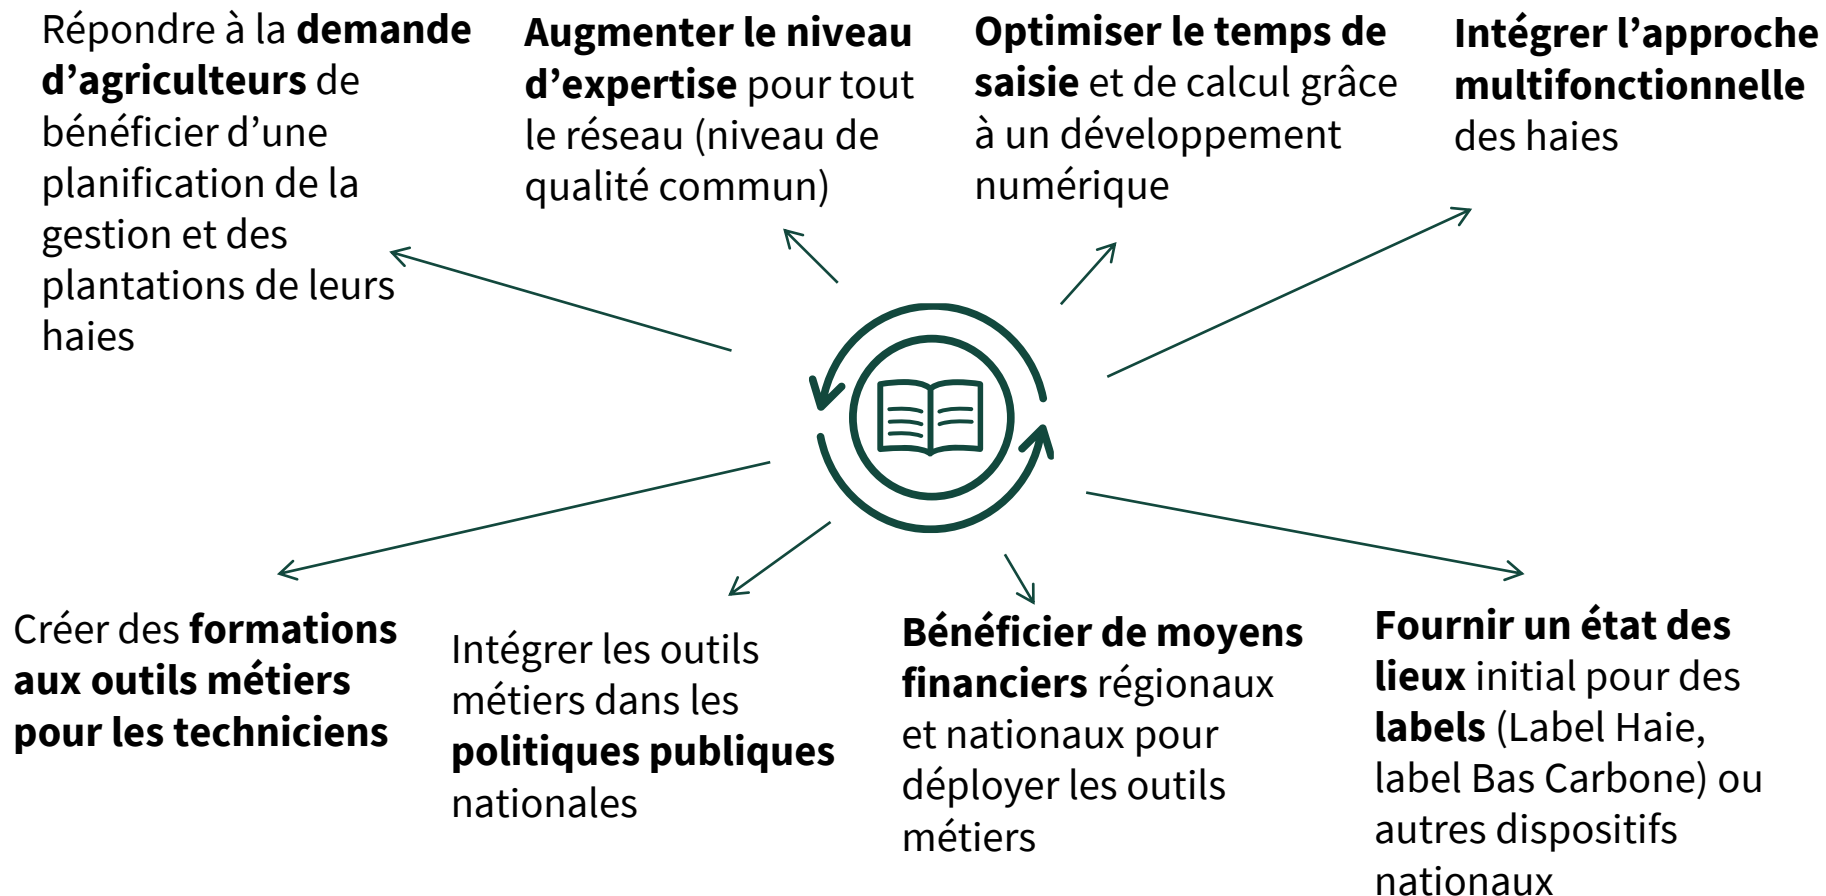 Répondre à la demande
d’agriculteurs de
bénéficier d’une
planification de la
gestion et des
plantations de leurs
haies
Augmenter le niveau
d’expertise pour tout
le réseau (niveau de
qualité commun)
Optimiser le temps de
saisie et de calcul grâce
à un développement
numérique
Intégrer l’approche
multifonctionnelle
des haies
Créer des formations
aux outils métiers
pour les techniciens
Intégrer les outils
métiers dans les
politiques publiques
nationales
Bénéficier de moyens
financiers régionaux
et nationaux pour
déployer les outils
métiers
Fournir un état des
lieux initial pour des
labels (Label Haie,
label Bas Carbone) ou
autres dispositifs
nationaux